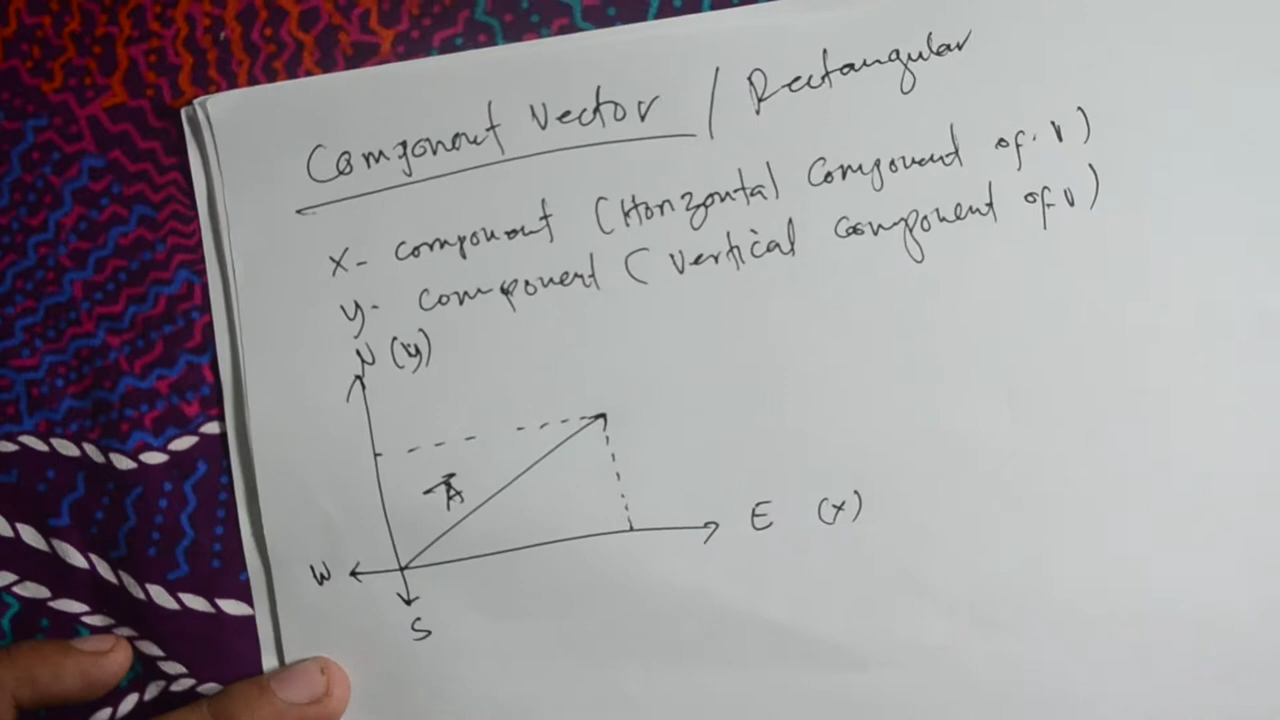 Component Vector / Rectangular
X- component (Horizontal Component of V)
y- component (Vertical Component of V)
N (y)
A
E (x)
W
S